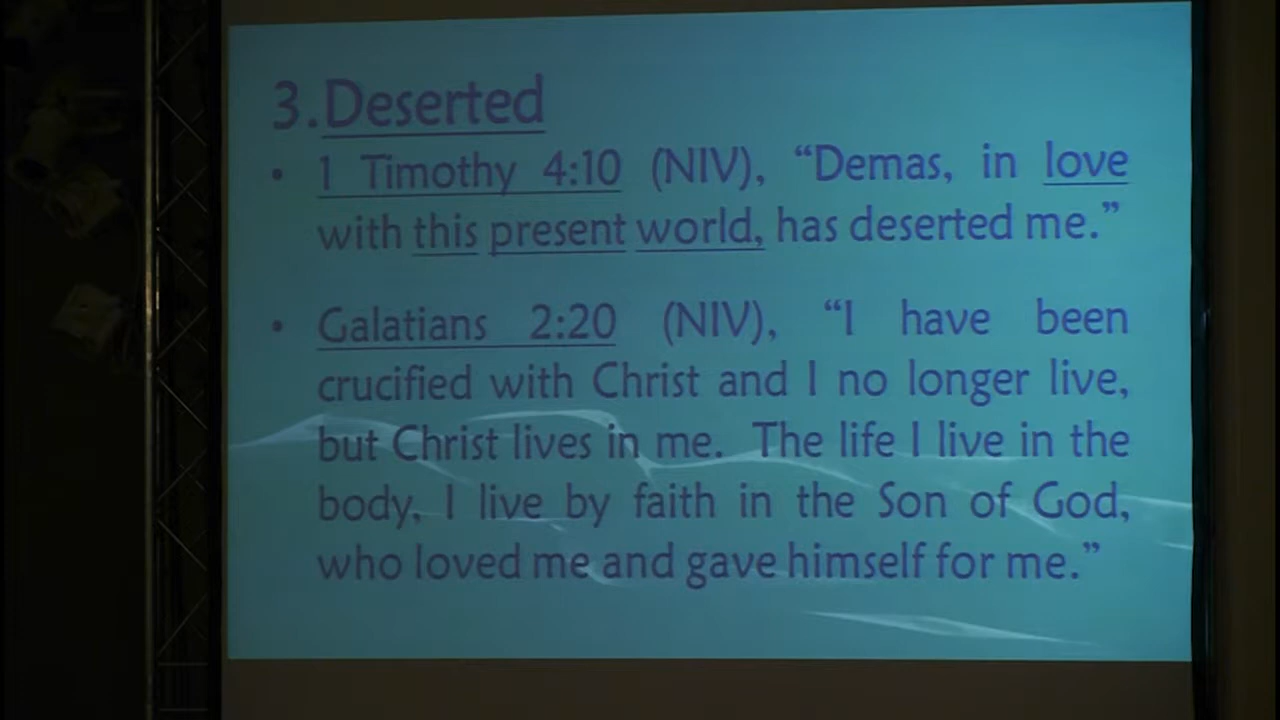 3. Deserted
• 1 Timothy 4:10 (NIV), “Demas, in love
with this present world, has deserted me.”
• Galatians 2:20 (NIV), “I have been
crucified with Christ and I no longer live,
but Christ lives in me. The life I live in the
body, I live by faith in the Son of God,
who loved me and gave himself for me.”